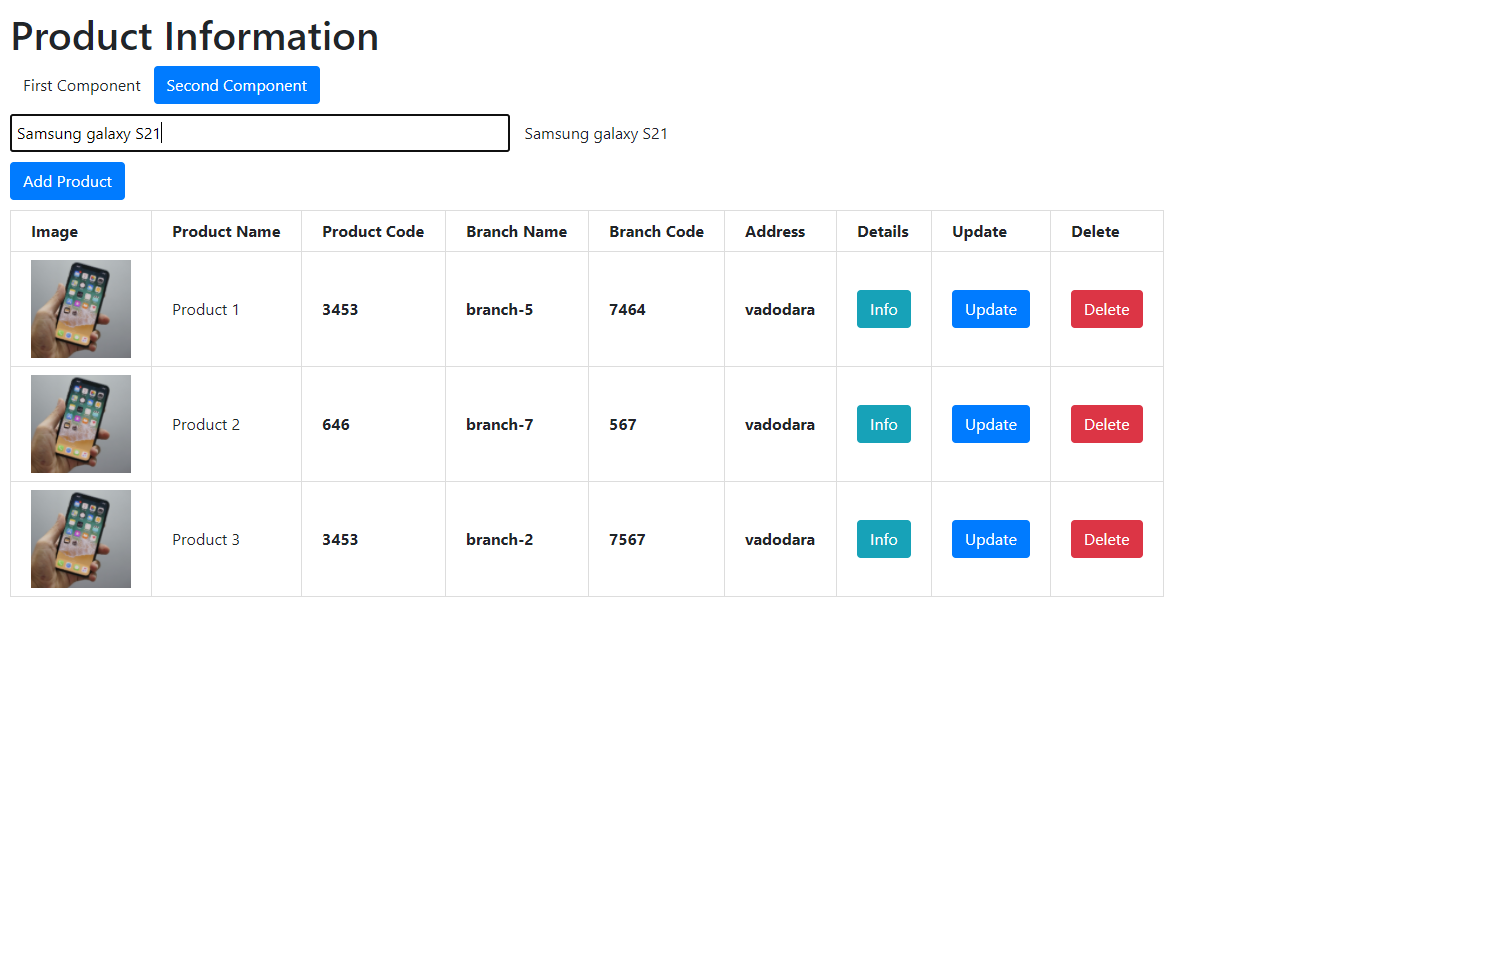 Product Information
First Component Second Component
Samsung galaxy S21 Samsung galaxy S21
Add Product
Image Product Name Product Code Branch Name Branch Code Address Details Update Delete
Product 1 3453 branch-5 7464 vadodara Info Update Delete
Product 2 646 branch-7 567 vadodara Info Update Delete
Product 3 3453 branch-2 7567 vadodara Info Update Delete